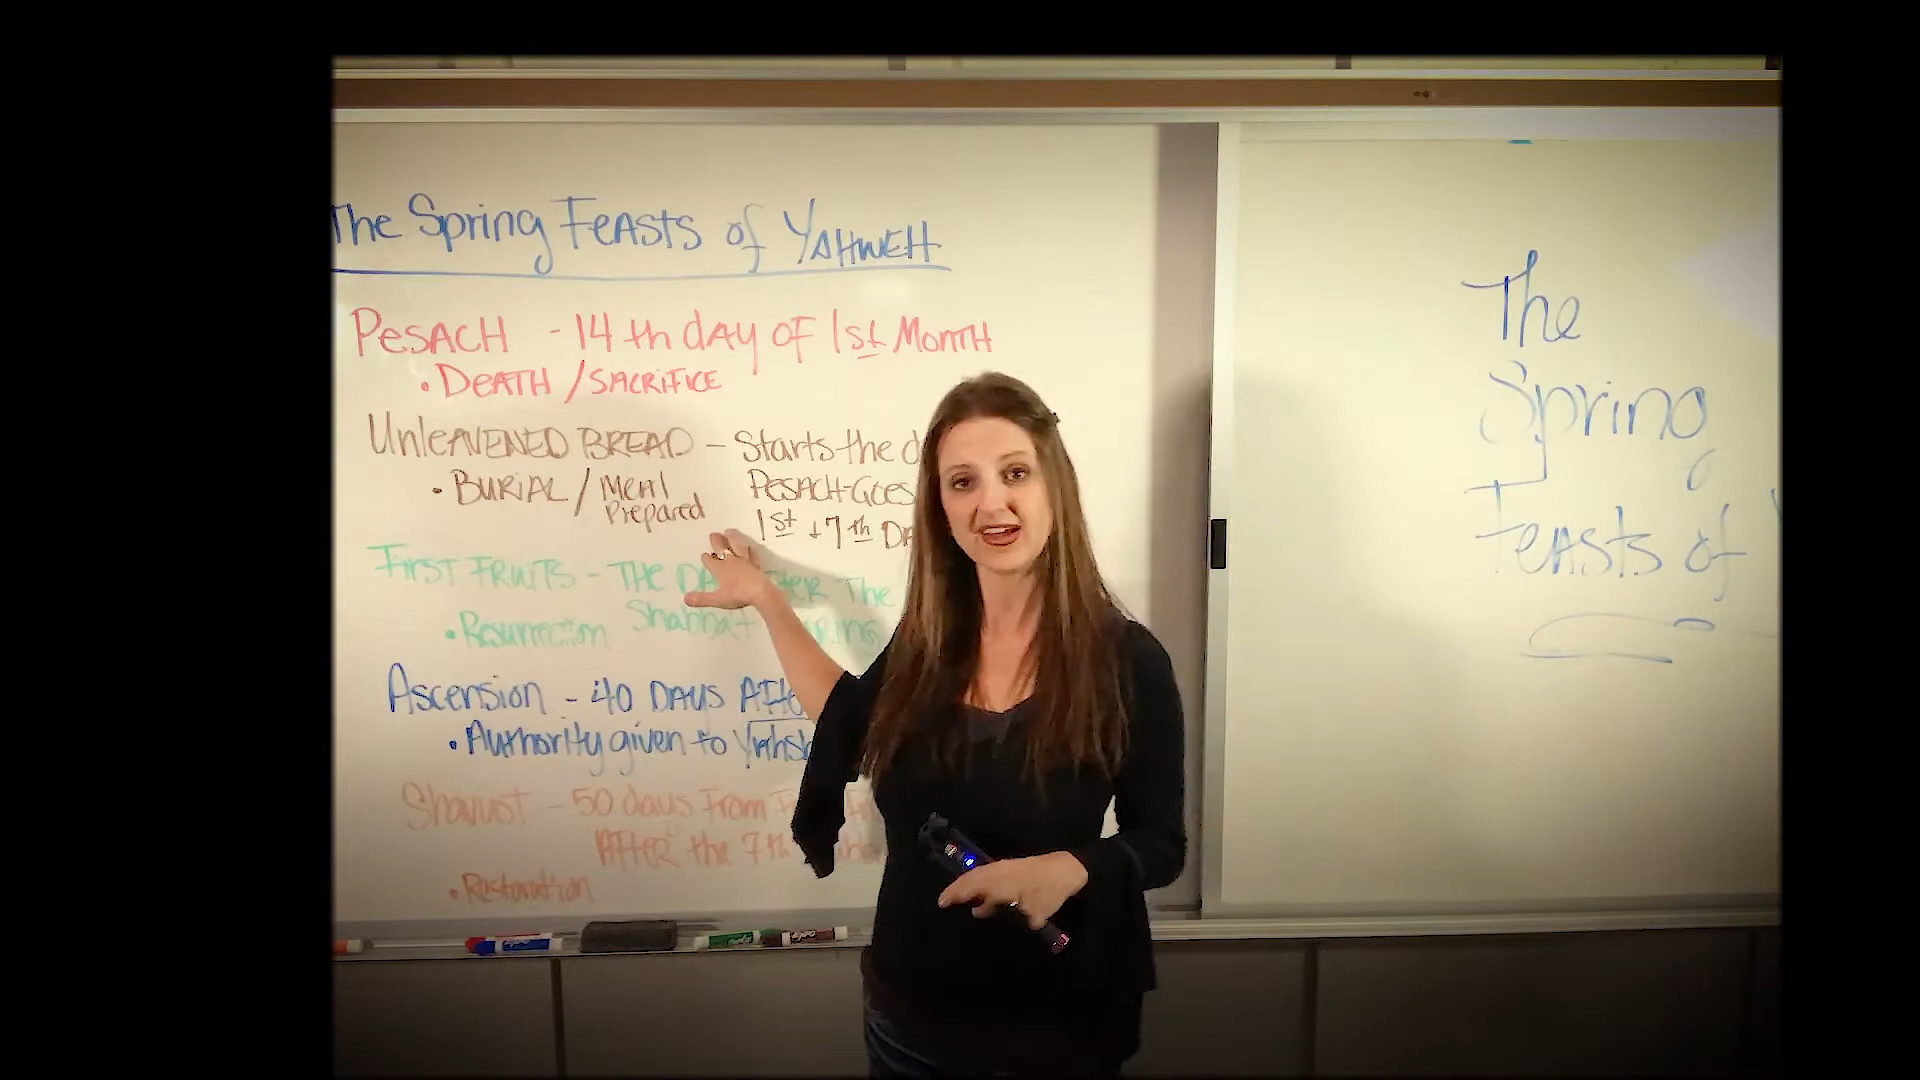 The Spring Feasts of YAHWEH
Pesach - 14th day of 1st Month
• Death / Sacrifice
Unleavened Bread - Starts the
• Burial / Meal Prepared
Pesach-Goes
1st + 7th
First Fruits - The The
• Resurrection Shabbat
Ascension - 40 Days
• Authority given to
Shavuot - 50 days From
After the 7th
• Restoration
The
Spring
Feasts of